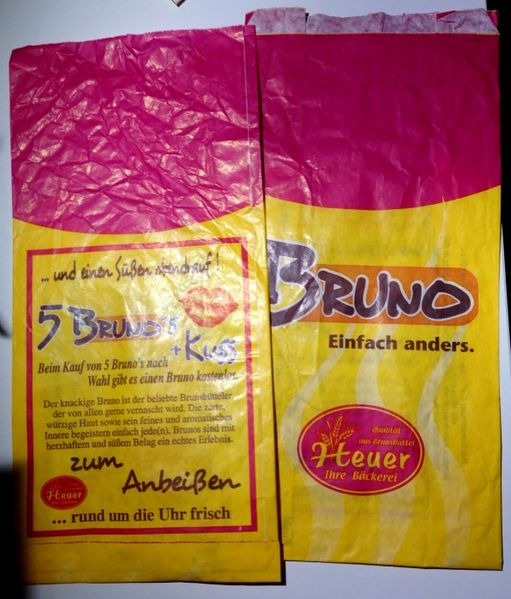 ... und einen Süßen obendrauf!
5 BRUNO'S
+ Kuss
Beim Kauf von 5 Bruno's nach
Wahl gibt es einen Bruno kostenlos.
Der knackige Bruno ist der beliebte Brunsbütteler
der von allen gerne vernascht wird. Die zarte,
würzige Haut sowie sein feines und aromatisches
Innere begeistern einfach jede(n). Brunos sind mit
herzhaftem und süßem Belag ein echtes Erlebnis.
zum
Anbeißen
Heuer
... rund um die Uhr frisch
BRUNO
Einfach anders.
Qualität
aus Brunsbüttel
Heuer
Ihre Bäckerei